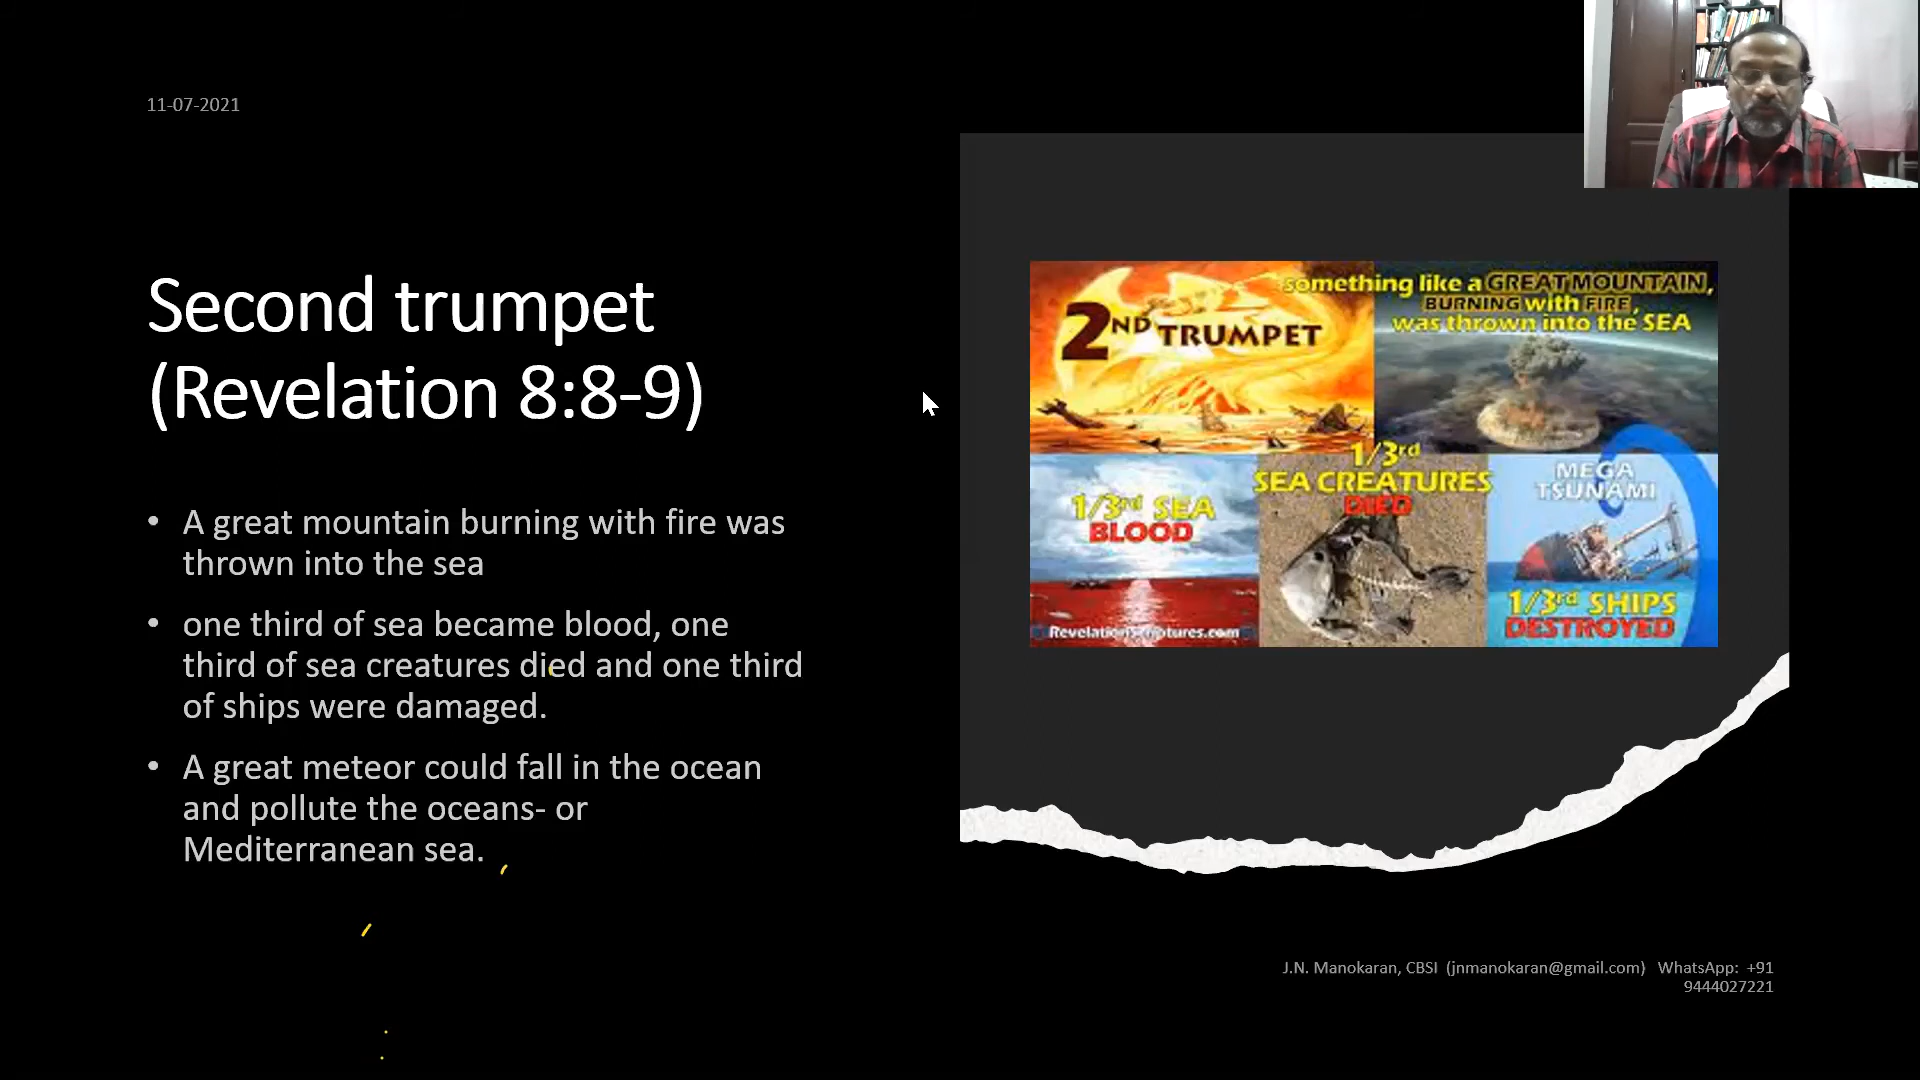 11-07-2021
Second trumpet
(Revelation 8:8-9)
• A great mountain burning with fire was
thrown into the sea
• one third of sea became blood, one
third of sea creatures died and one third
of ships were damaged.
• A great meteor could fall in the ocean
and pollute the oceans- or
Mediterranean sea.
2ND TRUMPET
something like a GREAT MOUNTAIN,
BURNING with FIRE,
was thrown into the SEA
1/3rd SEA
BLOOD
RevelationScriptures.com
1/3rd
SEA CREATURES
DIED
MEGA
TSUNAMI
1/3rd SHIPS
DESTROYED
J.N. Manokaran, CBSI (jnmanokaran@gmail.com) WhatsApp: +91
9444027221